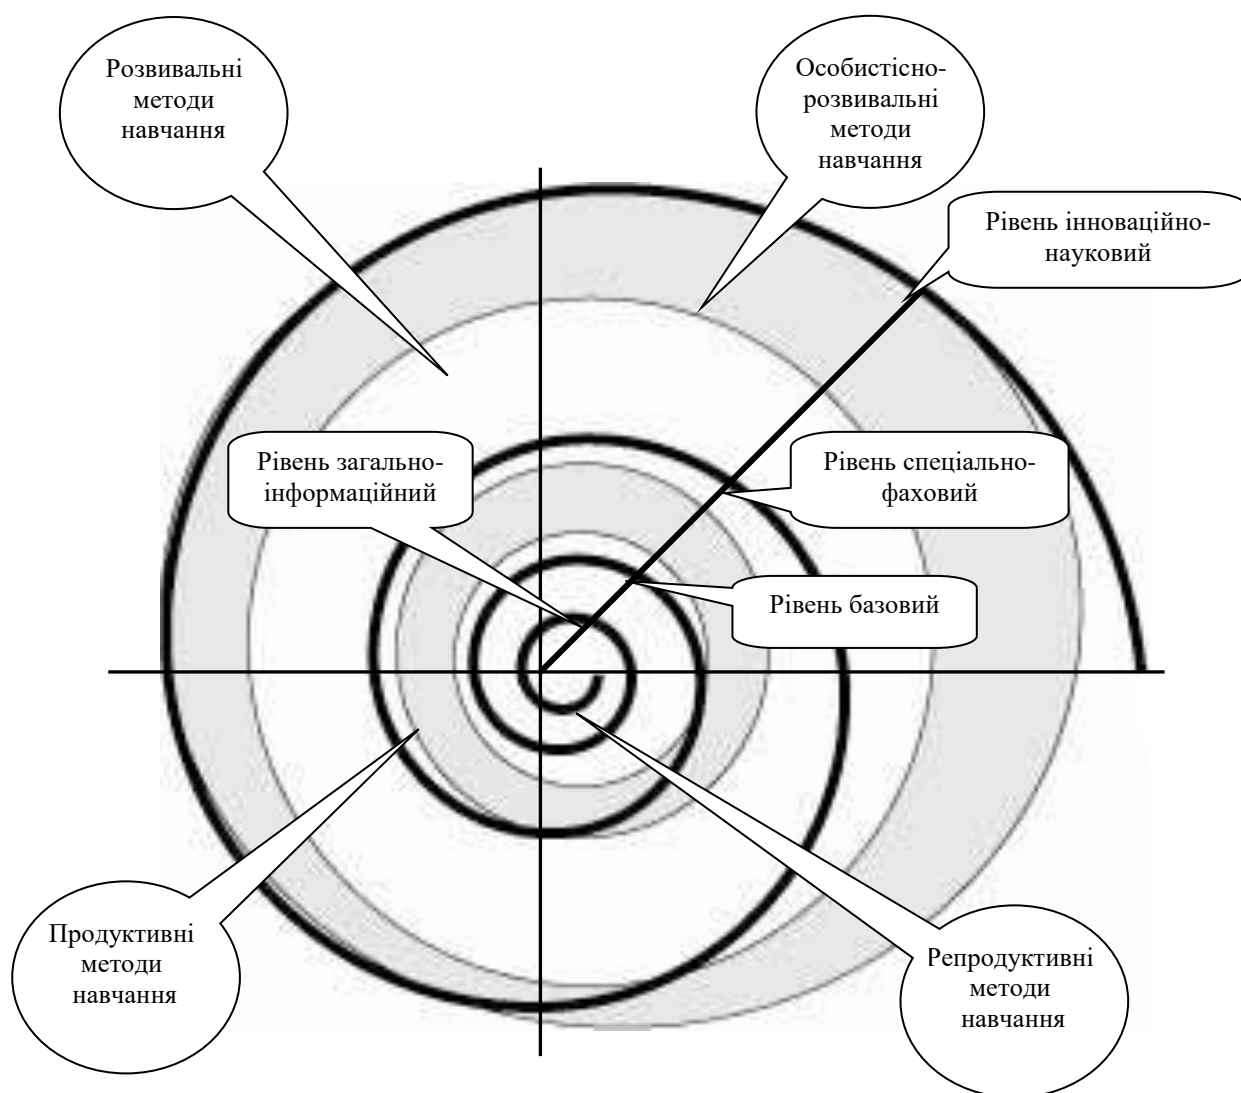 Розвивальні
методи
навчання
Особистісно-
розвивальні
методи
навчання
Рівень інноваційно-
науковий
Рівень загально-
інформаційний
Рівень спеціально-
фаховий
Рівень базовий
Продуктивні
методи
навчання
Репродуктивні
методи
навчання